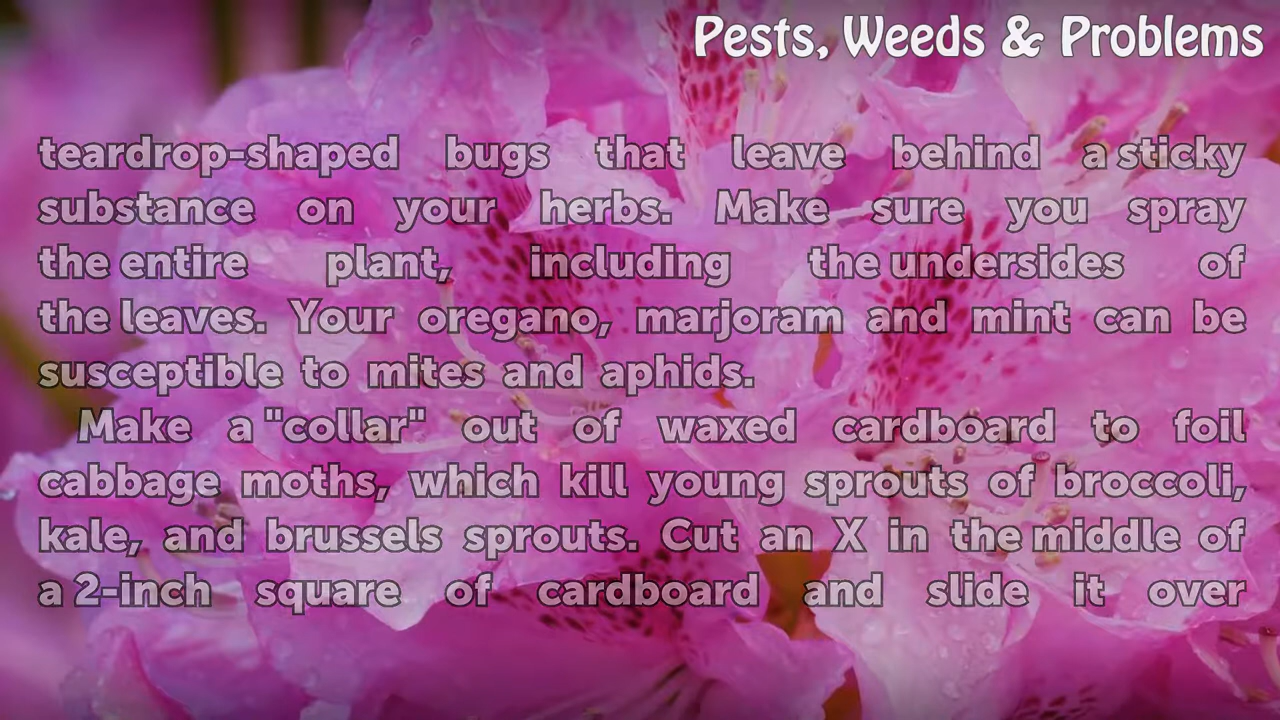 Pests, Weeds & Problems
teardrop-shaped bugs that leave behind a sticky
substance on your herbs. Make sure you spray
the entire plant, including the undersides of
the leaves. Your oregano, marjoram and mint can be
susceptible to mites and aphids.
Make a "collar" out of waxed cardboard to foil
cabbage moths, which kill young sprouts of broccoli,
kale, and brussels sprouts. Cut an X in the middle of
a 2-inch square of cardboard and slide it over